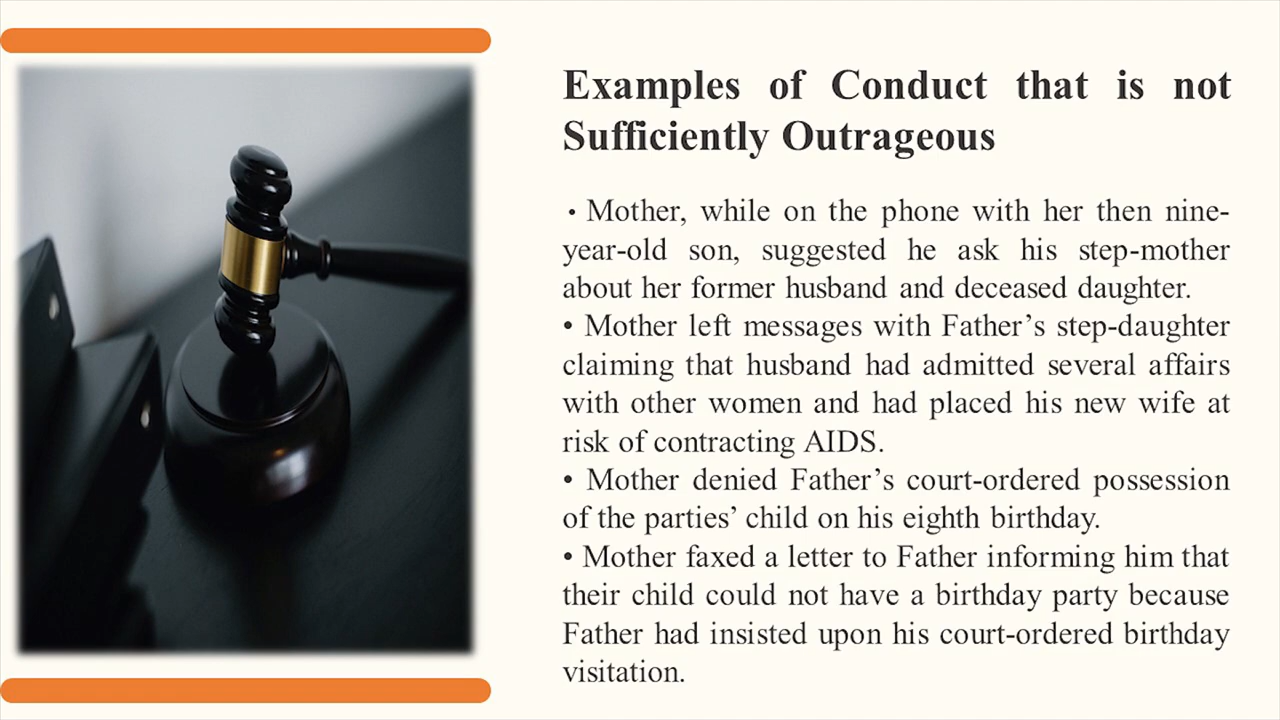 Examples of Conduct that is not
Sufficiently Outrageous
• Mother, while on the phone with her then nine-
year-old son, suggested he ask his step-mother
about her former husband and deceased daughter.
• Mother left messages with Father’s step-daughter
claiming that husband had admitted several affairs
with other women and had placed his new wife at
risk of contracting AIDS.
• Mother denied Father’s court-ordered possession
of the parties’ child on his eighth birthday.
• Mother faxed a letter to Father informing him that
their child could not have a birthday party because
Father had insisted upon his court-ordered birthday
visitation.